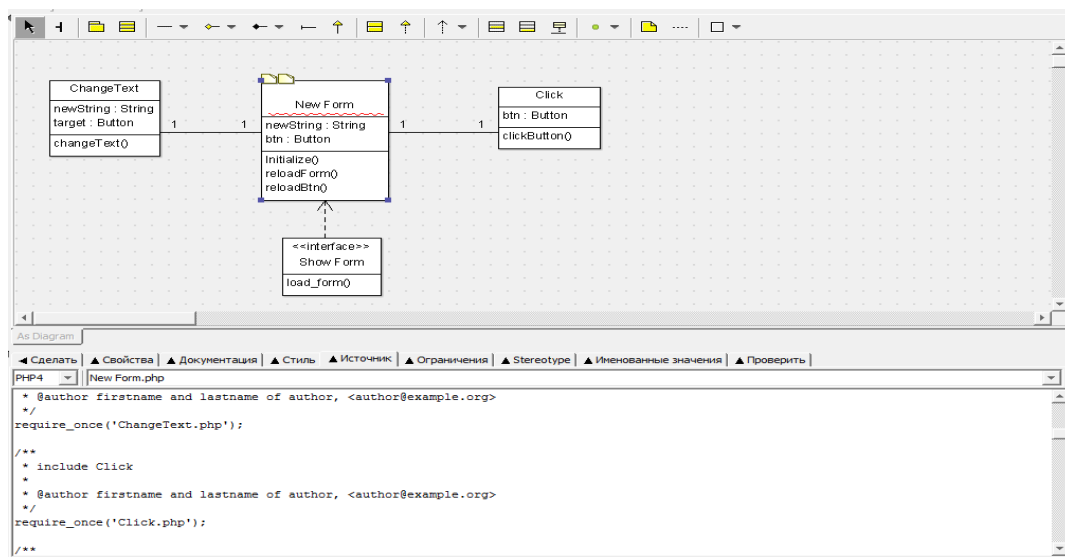 ChangeText
newString : String
target : Button
changeText()
1
1
New Form
newString : String
btn : Button
Initialize()
reloadForm()
reloadBtn()
1
1
Click
btn : Button
clickButton()
<<interface>>
Show Form
load_form()
As Diagram
Сделать Свойства Документация Стиль Источник Ограничения Stereotype Именованные значения Проверить
PHP4 New Form.php
* @author firstname and lastname of author, <author@example.org>
*/
require_once('ChangeText.php');
/**
* include Click
*
* @author firstname and lastname of author, <author@example.org>
*/
require_once('Click.php');
/**